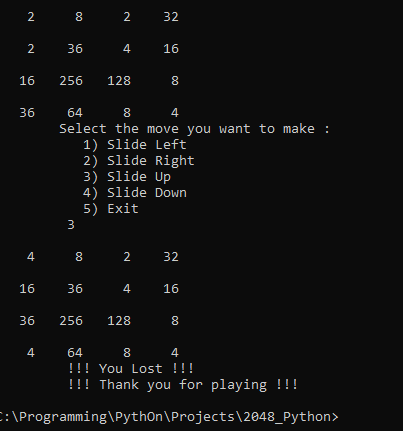 2 8 2 32
2 36 4 16
16 256 128 8
36 64 8 4
Select the move you want to make :
1) Slide Left
2) Slide Right
3) Slide Up
4) Slide Down
5) Exit
3
4 8 2 32
16 36 4 16
36 256 128 8
4 64 8 4
!!! You Lost !!!
!!! Thank you for playing !!!
C:\Programming\PythOn\Projects\2048_Python>